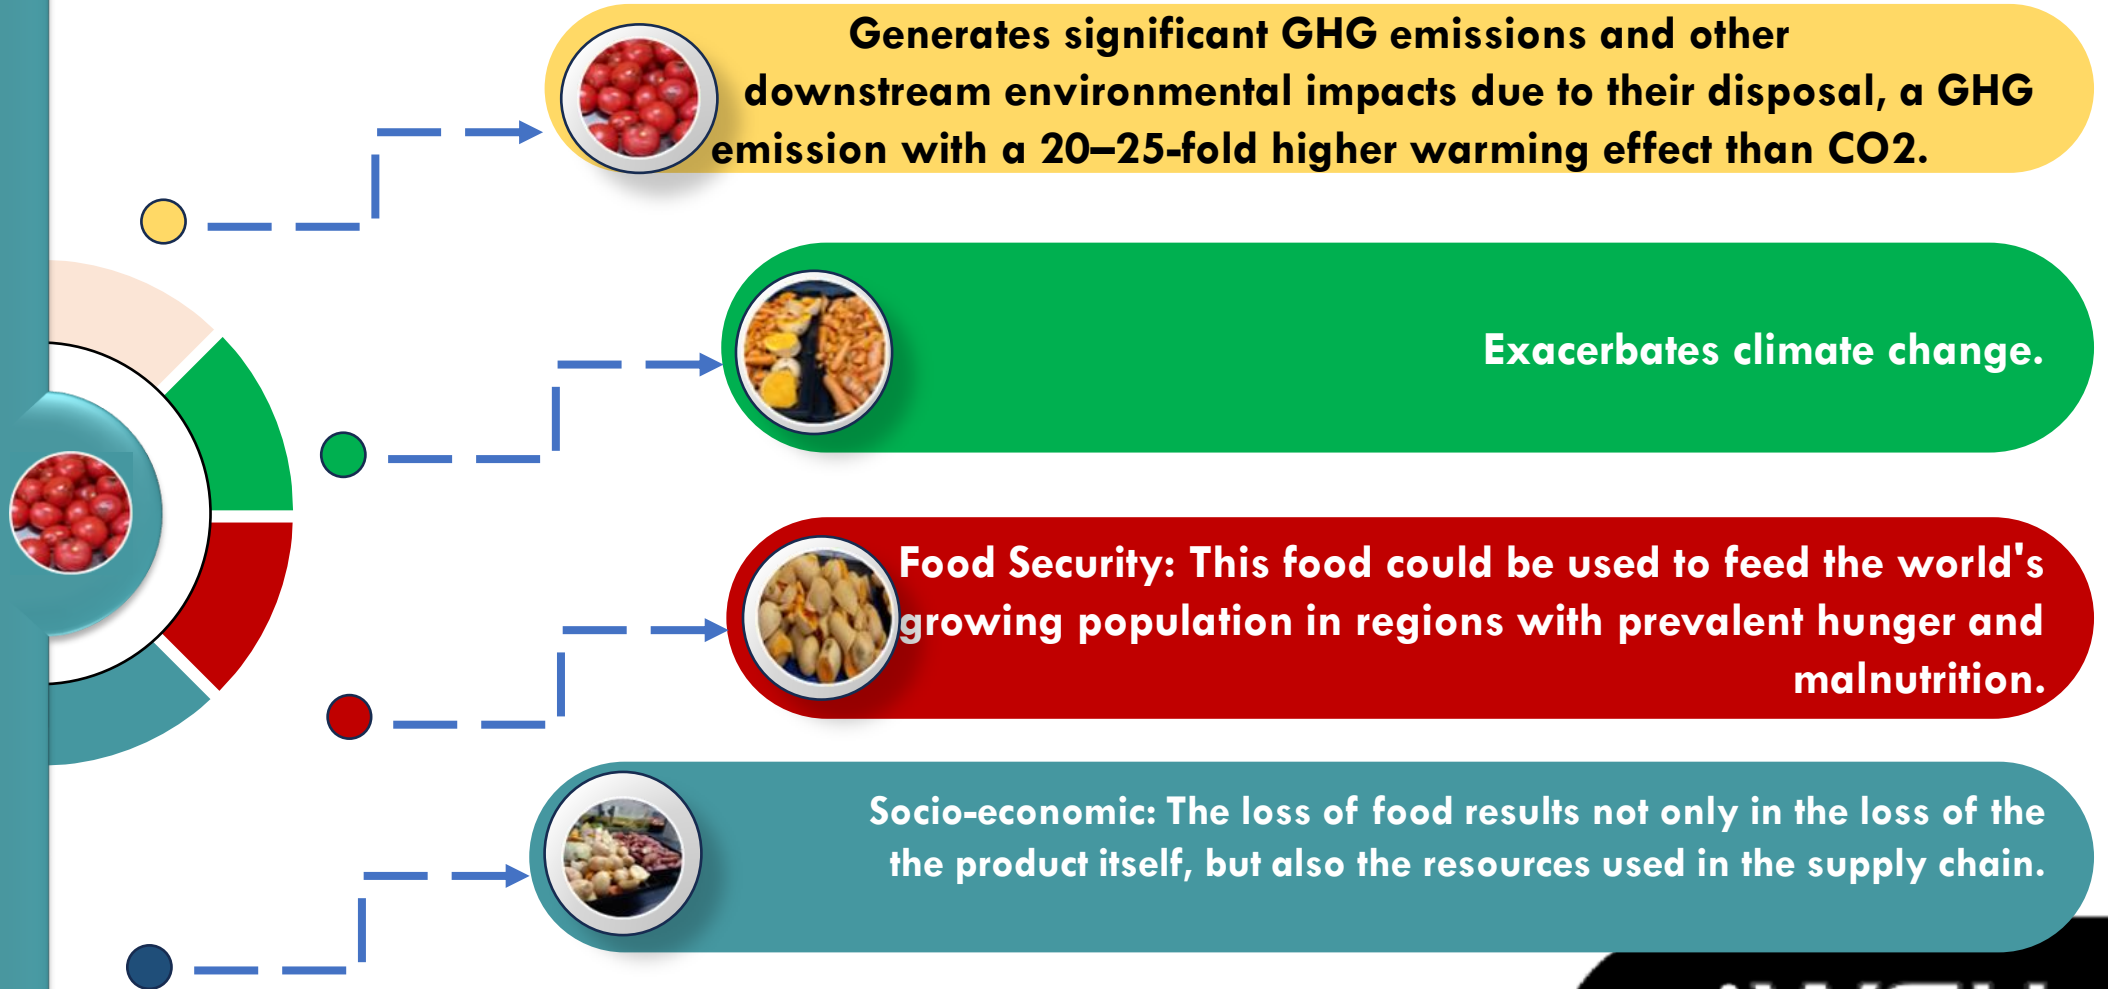 Generates significant GHG emissions and other
downstream environmental impacts due to their disposal, a GHG
emission with a 20–25-fold higher warming effect than CO2.
Exacerbates climate change.
Food Security: This food could be used to feed the world's
growing population in regions with prevalent hunger and
malnutrition.
Socio-economic: The loss of food results not only in the loss of the
the product itself, but also the resources used in the supply chain.